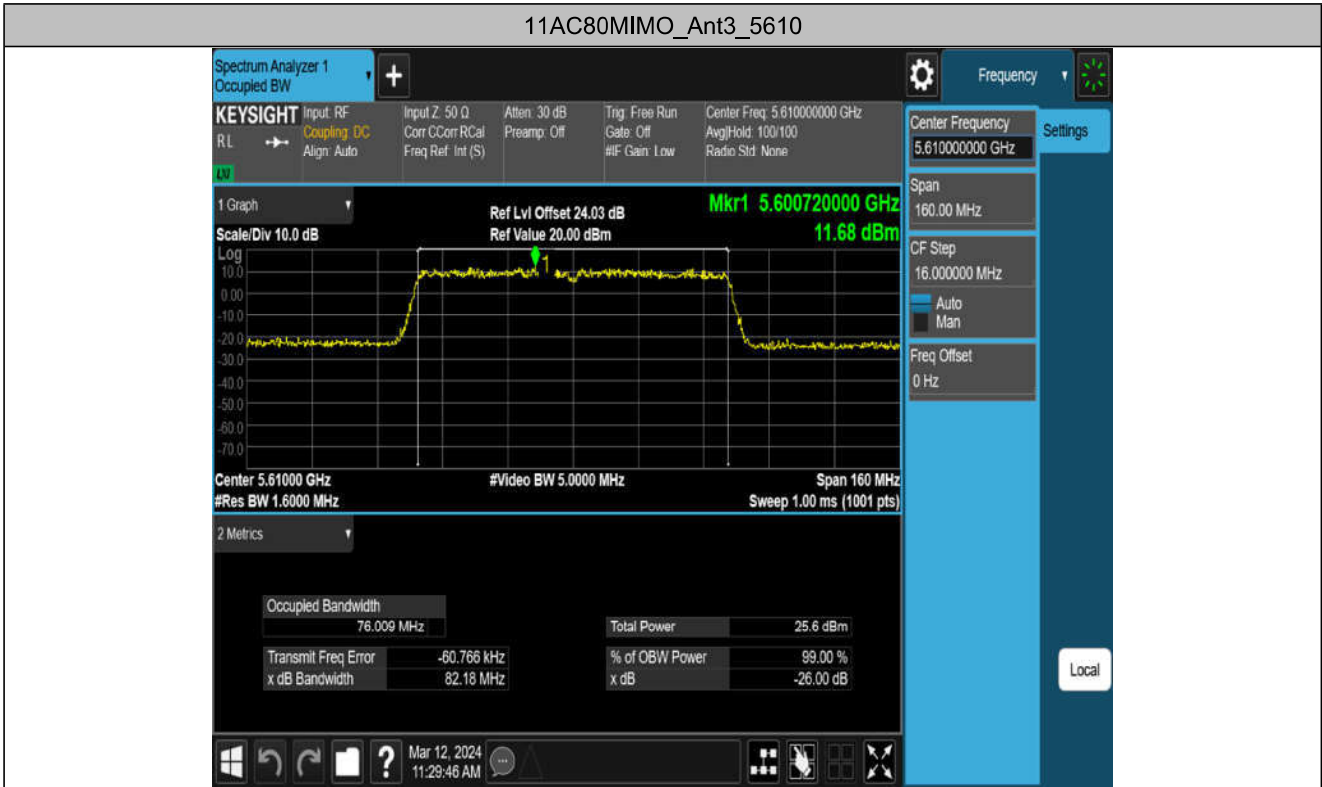 11AC80MIMO_Ant3_5610
Spectrum Analyzer 1
Occupied BW
Frequency
KEYSIGHT
RL
Input: RF
Coupling: DC
Align: Auto
Input Z: 50 Ω
Corr CCorr RCal
Freq Ref: Int (S)
Atten: 30 dB
Preamp: Off
Trig: Free Run
Gate: Off
#IF Gain: Low
Center Freq: 5.610000000 GHz
Avg|Hold: 100/100
Radio Std: None
1 Graph
Scale/Div 10.0 dB
Ref Lvl Offset 24.03 dB
Ref Value 20.00 dBm
Mkr1 5.600720000 GHz
11.68 dBm
Log
10.0
0.00
-10.0
-20.0
-30.0
-40.0
-50.0
-60.0
-70.0
1
Center 5.61000 GHz
#Res BW 1.6000 MHz
#Video BW 5.0000 MHz
Span 160 MHz
Sweep 1.00 ms (1001 pts)
2 Metrics
Occupied Bandwidth
76.009 MHz
Transmit Freq Error -60.766 kHz
x dB Bandwidth 82.18 MHz
Total Power 25.6 dBm
% of OBW Power 99.00 %
x dB -26.00 dB
Center Frequency
5.610000000 GHz
Settings
Span
160.00 MHz
CF Step
16.000000 MHz
Auto
Man
Freq Offset
0 Hz
Local
?
Mar 12, 2024
11:29:46 AM